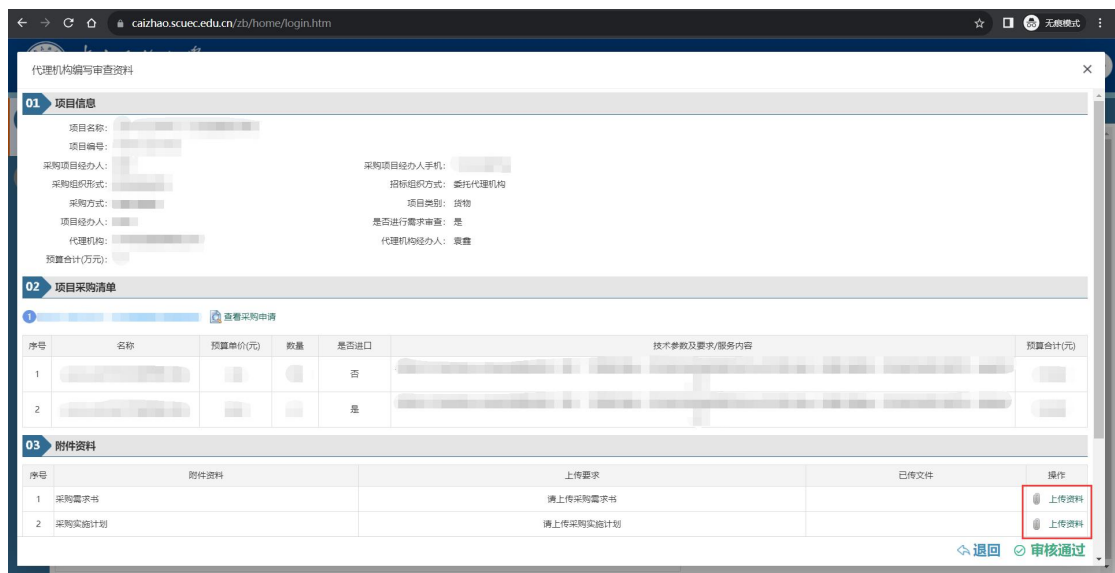 caizhao.scuec.edu.cn/zb/home/login.htm 无痕模式
代理机构编写审查资料
01 项目信息
项目名称:
项目编号:
采购项目经办人: 采购项目经办人手机:
采购组织形式: 招标组织方式: 委托代理机构
采购方式: 项目类别: 货物
项目经办人: 是否进行需求审查: 是
代理机构: 代理机构经办人: 袁鑫
预算合计(万元):
02 项目采购清单
1 查看采购申请
序号 名称 预算单价(元) 数量 是否进口 技术参数及要求/服务内容 预算合计(元)
1 否
2 是
03 附件资料
序号 附件资料 上传要求 已传文件 操作
1 采购需求书 请上传采购需求书 上传资料
2 采购实施计划 请上传采购实施计划 上传资料
退回 审核通过